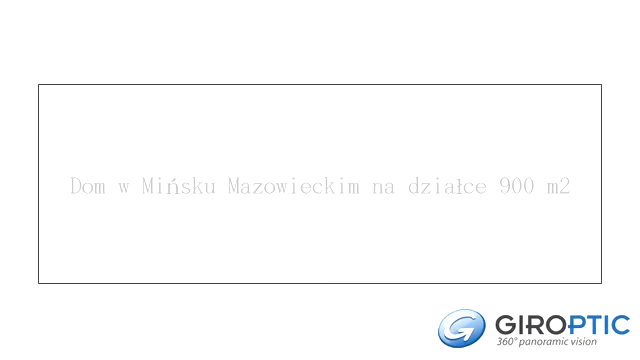 Dom w Mińsku Mazowieckim na działce 900 m2
GIROPTIC
360° panoramic vision